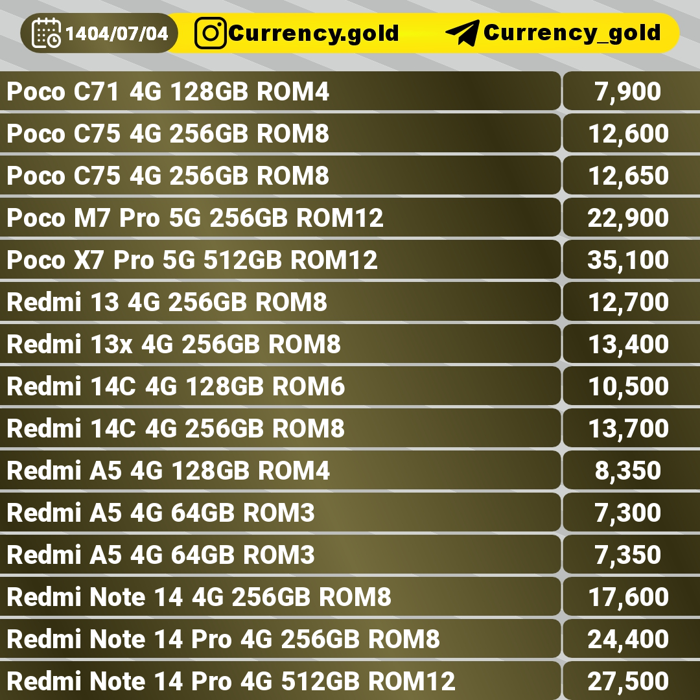 1404/07/04 Currency.gold Currency_gold
Poco C71 4G 128GB ROM4 7,900
Poco C75 4G 256GB ROM8 12,600
Poco C75 4G 256GB ROM8 12,650
Poco M7 Pro 5G 256GB ROM12 22,900
Poco X7 Pro 5G 512GB ROM12 35,100
Redmi 13 4G 256GB ROM8 12,700
Redmi 13x 4G 256GB ROM8 13,400
Redmi 14C 4G 128GB ROM6 10,500
Redmi 14C 4G 256GB ROM8 13,700
Redmi A5 4G 128GB ROM4 8,350
Redmi A5 4G 64GB ROM3 7,300
Redmi A5 4G 64GB ROM3 7,350
Redmi Note 14 4G 256GB ROM8 17,600
Redmi Note 14 Pro 4G 256GB ROM8 24,400
Redmi Note 14 Pro 4G 512GB ROM12 27,500